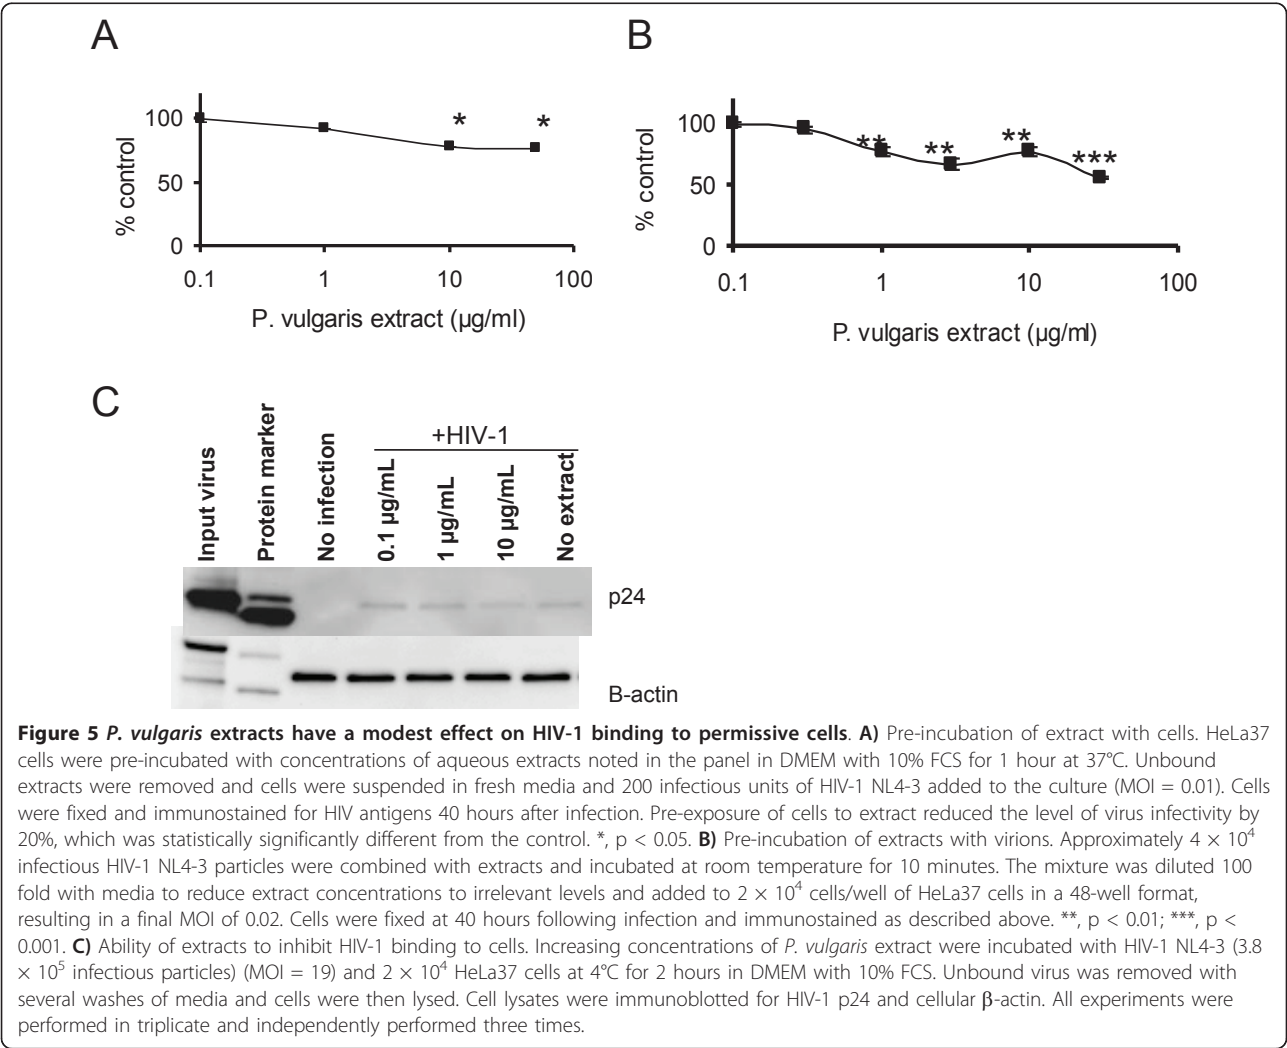 A
B
100
50
0
% control
0.1 1 10 100
* *
P. vulgaris extract (µg/ml)
100
50
0
% control
0.1 1 10 100
** ** ** ***
P. vulgaris extract (µg/ml)
C
Input virus
Protein marker
No infection
+HIV-1
0.1 µg/mL
1 µg/mL
10 µg/mL
No extract
p24
B-actin
Figure 5 P. vulgaris extracts have a modest effect on HIV-1 binding to permissive cells. A) Pre-incubation of extract with cells. HeLa37
cells were pre-incubated with concentrations of aqueous extracts noted in the panel in DMEM with 10% FCS for 1 hour at 37°C. Unbound
extracts were removed and cells were suspended in fresh media and 200 infectious units of HIV-1 NL4-3 added to the culture (MOI = 0.01). Cells
were fixed and immunostained for HIV antigens 40 hours after infection. Pre-exposure of cells to extract reduced the level of virus infectivity by
20%, which was statistically significantly different from the control. *, p < 0.05. B) Pre-incubation of extracts with virions. Approximately 4 × 10⁴
infectious HIV-1 NL4-3 particles were combined with extracts and incubated at room temperature for 10 minutes. The mixture was diluted 100
fold with media to reduce extract concentrations to irrelevant levels and added to 2 × 10⁴ cells/well of HeLa37 cells in a 48-well format,
resulting in a final MOI of 0.02. Cells were fixed at 40 hours following infection and immunostained as described above. **, p < 0.01; ***, p <
0.001. C) Ability of extracts to inhibit HIV-1 binding to cells. Increasing concentrations of P. vulgaris extract were incubated with HIV-1 NL4-3 (3.8
× 10⁵ infectious particles) (MOI = 19) and 2 × 10⁴ HeLa37 cells at 4°C for 2 hours in DMEM with 10% FCS. Unbound virus was removed with
several washes of media and cells were then lysed. Cell lysates were immunoblotted for HIV-1 p24 and cellular β-actin. All experiments were
performed in triplicate and independently performed three times.